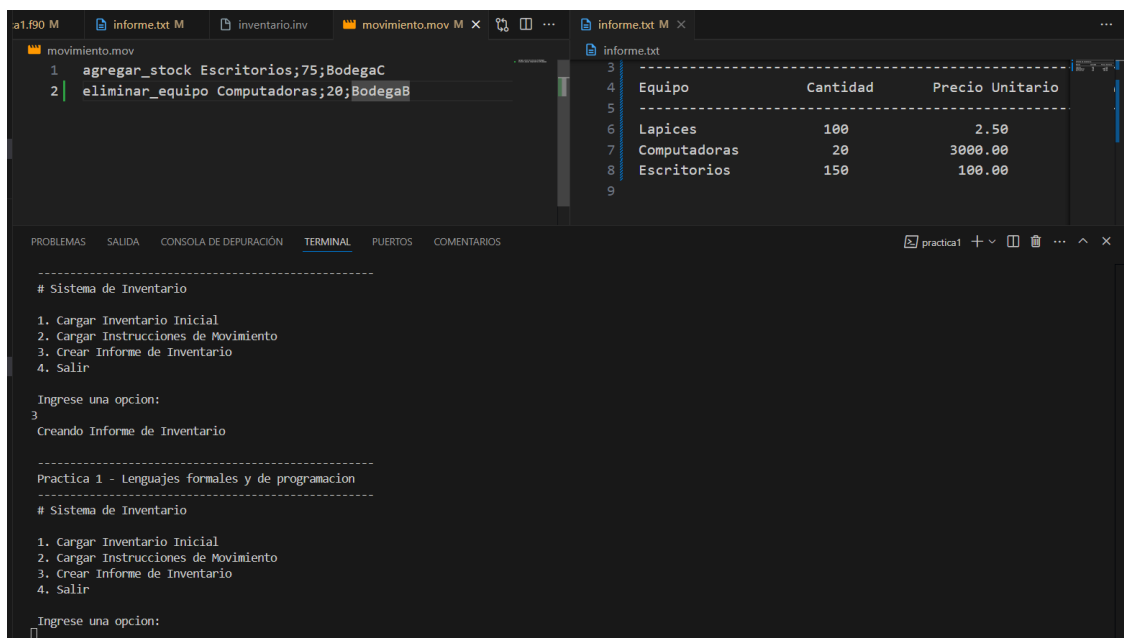 a1.f90 M informe.txt M inventario.inv movimiento.mov M ···
movimiento.mov
1 agregar_stock Escritorios;75;BodegaC
2 eliminar_equipo Computadoras;20;BodegaB
informe.txt M ···
informe.txt
3 ------------------------------------------------------
4 Equipo Cantidad Precio Unitario
5 ------------------------------------------------------
6 Lapices 100 2.50
7 Computadoras 20 3000.00
8 Escritorios 150 100.00
9
PROBLEMAS SALIDA CONSOLA DE DEPURACIÓN TERMINAL PUERTOS COMENTARIOS practica1 ···
----------------------------------------------------
# Sistema de Inventario
1. Cargar Inventario Inicial
2. Cargar Instrucciones de Movimiento
3. Crear Informe de Inventario
4. Salir
Ingrese una opcion:
3
Creando Informe de Inventario
----------------------------------------------------
Practica 1 - Lenguajes formales y de programacion
----------------------------------------------------
# Sistema de Inventario
1. Cargar Inventario Inicial
2. Cargar Instrucciones de Movimiento
3. Crear Informe de Inventario
4. Salir
Ingrese una opcion: